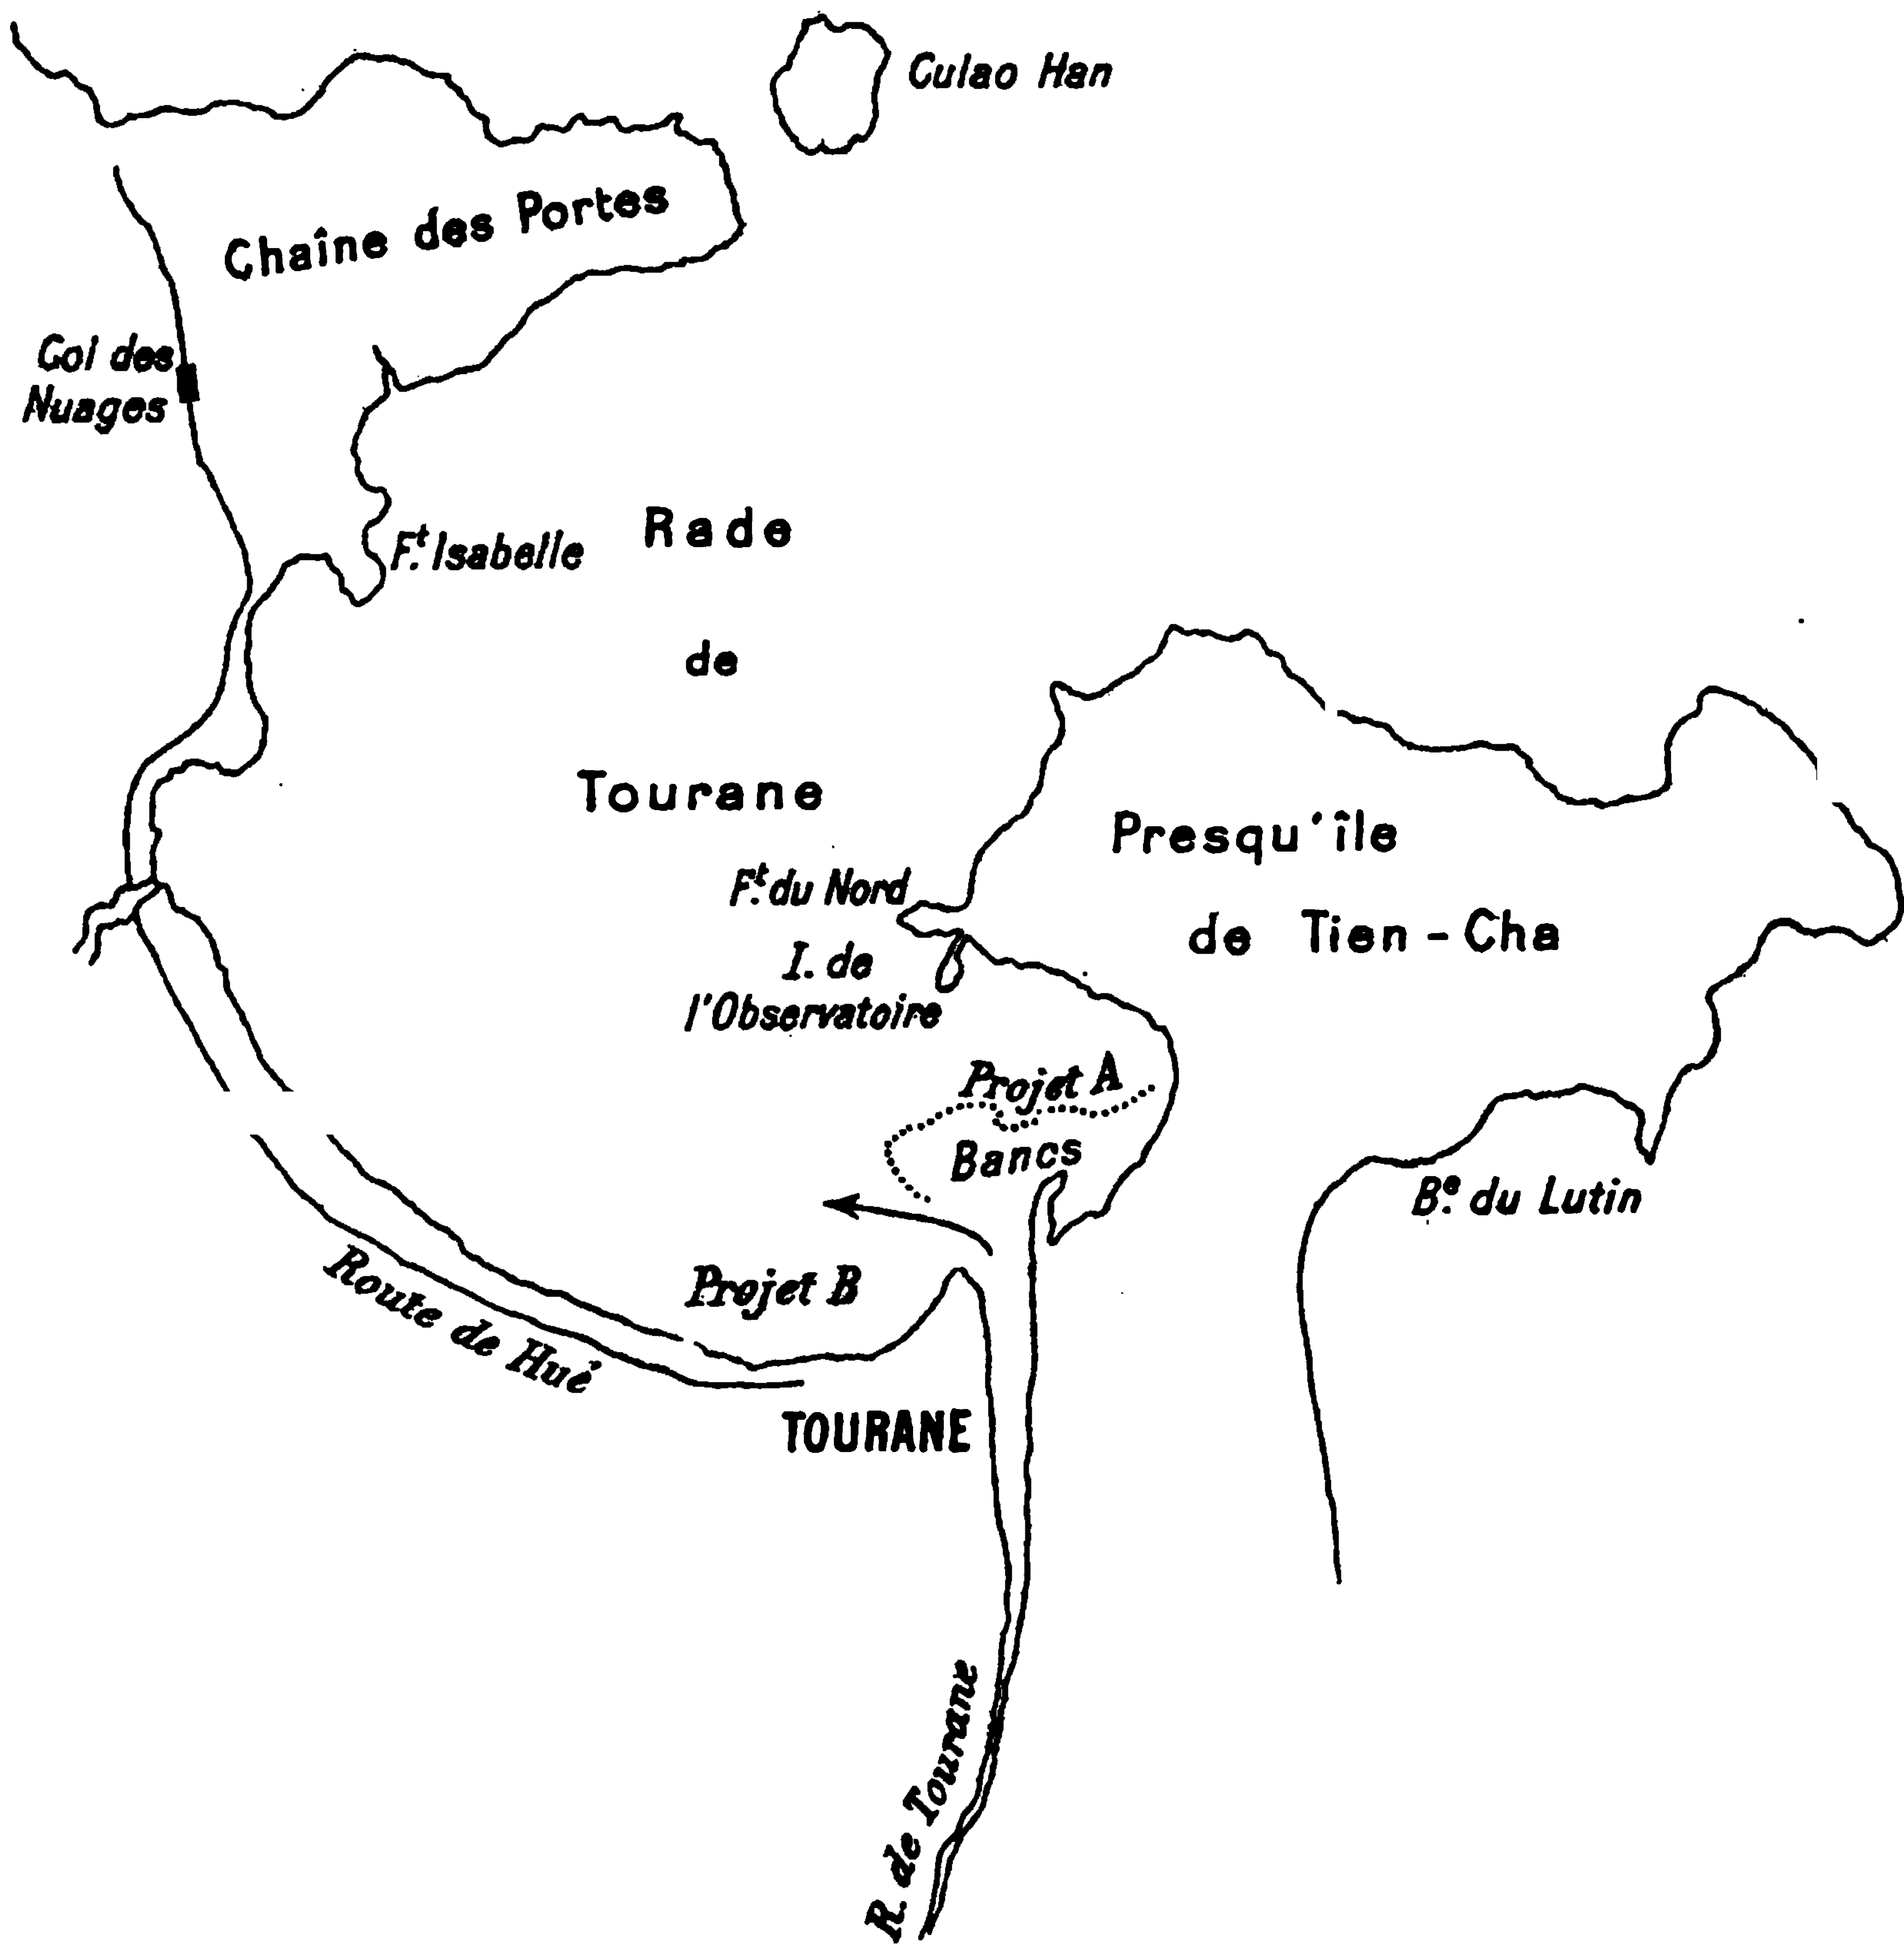 Culao Han
Chaîne des Portes
Col des
Nuages
Rade
Ft. Isabelle
de
Tourane
Presqu'île
Ft. du Nord
de Tien-Cha
I. de
l'Observatoire
Projet A
Bancs
Be. du Lutin
Projet B
Route de Hué
TOURANE
R. de Tourane